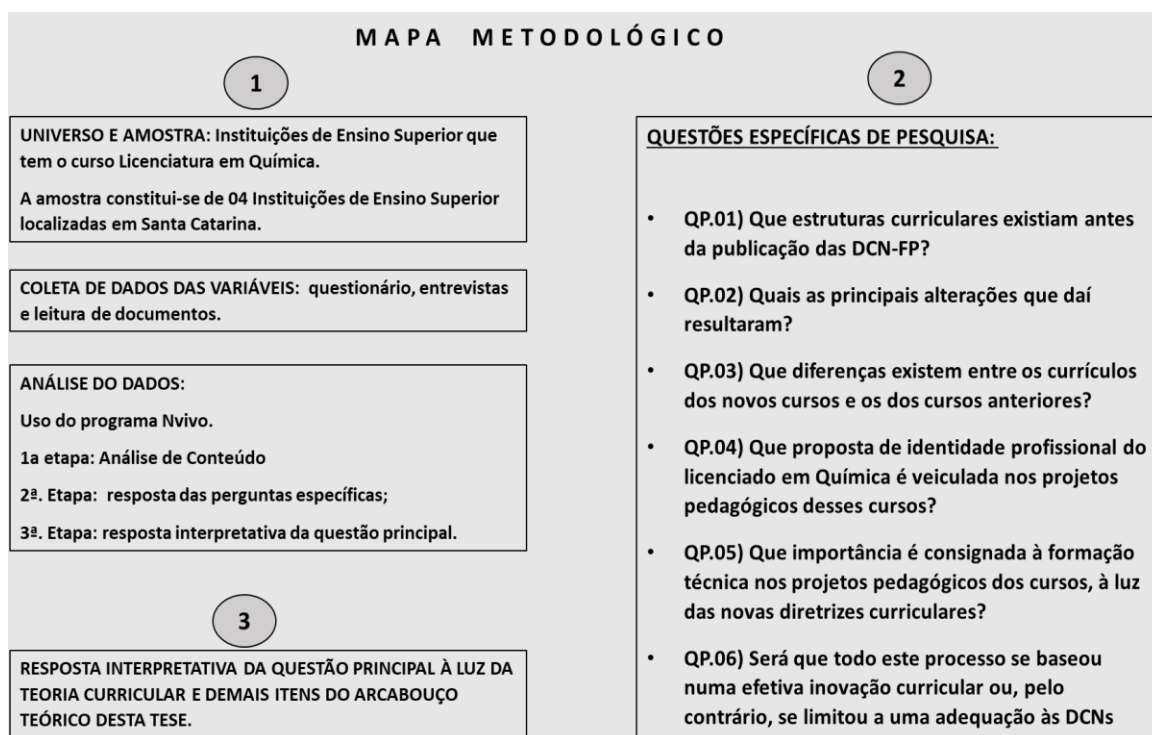 MAPA METODOLÓGICO
1
UNIVERSO E AMOSTRA: Instituições de Ensino Superior que
tem o curso Licenciatura em Química.
A amostra constitui-se de 04 Instituições de Ensino Superior
localizadas em Santa Catarina.
COLETA DE DADOS DAS VARIÁVEIS: questionário, entrevistas
e leitura de documentos.
ANÁLISE DO DADOS:
Uso do programa Nvivo.
1a etapa: Análise de Conteúdo
2ª. Etapa: resposta das perguntas específicas;
3ª. Etapa: resposta interpretativa da questão principal.
3
RESPOSTA INTERPRETATIVA DA QUESTÃO PRINCIPAL À LUZ DA
TEORIA CURRICULAR E DEMAIS ITENS DO ARCABOUÇO
TEÓRICO DESTA TESE.
2
QUESTÕES ESPECÍFICAS DE PESQUISA:
• QP.01) Que estruturas curriculares existiam antes
da publicação das DCN-FP?
• QP.02) Quais as principais alterações que daí
resultaram?
• QP.03) Que diferenças existem entre os currículos
dos novos cursos e os dos cursos anteriores?
• QP.04) Que proposta de identidade profissional do
licenciado em Química é veiculada nos projetos
pedagógicos desses cursos?
• QP.05) Que importância é consignada à formação
técnica nos projetos pedagógicos dos cursos, à luz
das novas diretrizes curriculares?
• QP.06) Será que todo este processo se baseou
numa efetiva inovação curricular ou, pelo
contrário, se limitou a uma adequação às DCNs